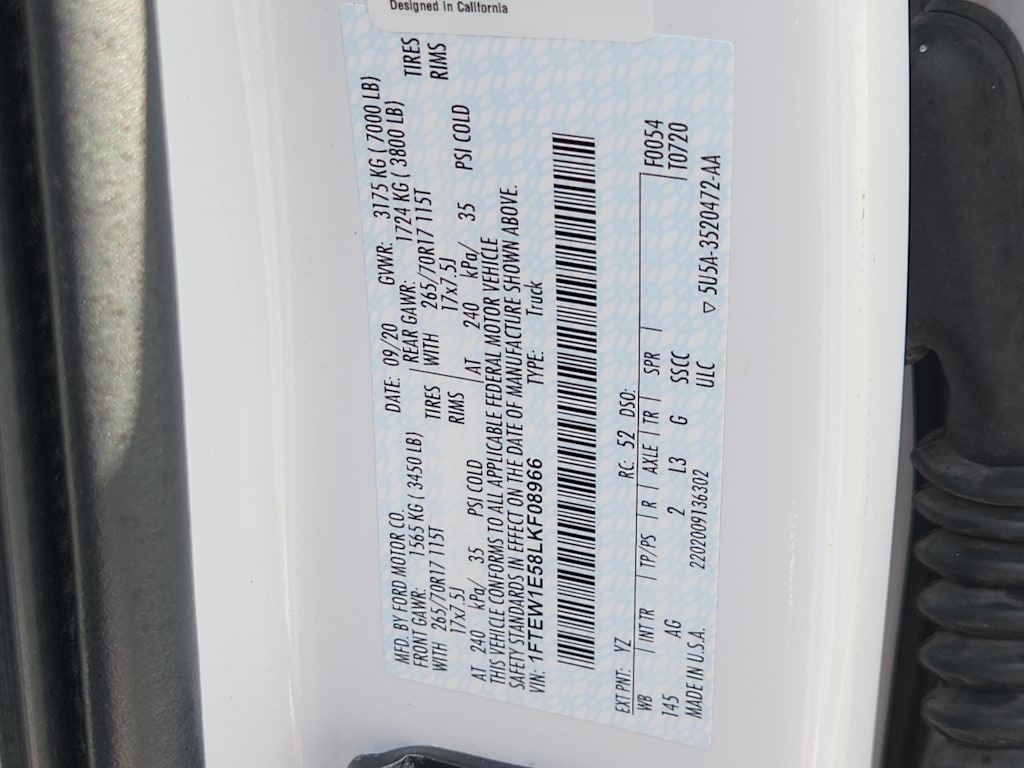 Designed in California
MFD. BY FORD MOTOR CO. DATE: 09/20 GVWR: 3175 KG ( 7000 LB)
FRONT GAWR: 1565 KG ( 3450 LB) REAR GAWR: 1724 KG ( 3800 LB)
WITH 265/70R17 115T TIRES WITH 265/70R17 115T TIRES
17x7.5J RIMS 17x7.5J RIMS
AT 240 kPa/ 35 PSI COLD AT 240 kPa/ 35 PSI COLD
THIS VEHICLE CONFORMS TO ALL APPLICABLE FEDERAL MOTOR VEHICLE
SAFETY STANDARDS IN EFFECT ON THE DATE OF MANUFACTURE SHOWN ABOVE.
VIN: 1FTEW1E58LKF08966 TYPE: Truck
EXT PNT: YZ RC: 52 DSO:
WB | INT TR | TP/PS | R | AXLE | TR | SPR | F0054
145 AG 2 L3 G SSCC T0720
MADE IN U.S.A. 220200913630​2 ULC ▽ 5U5A-3520472-AA